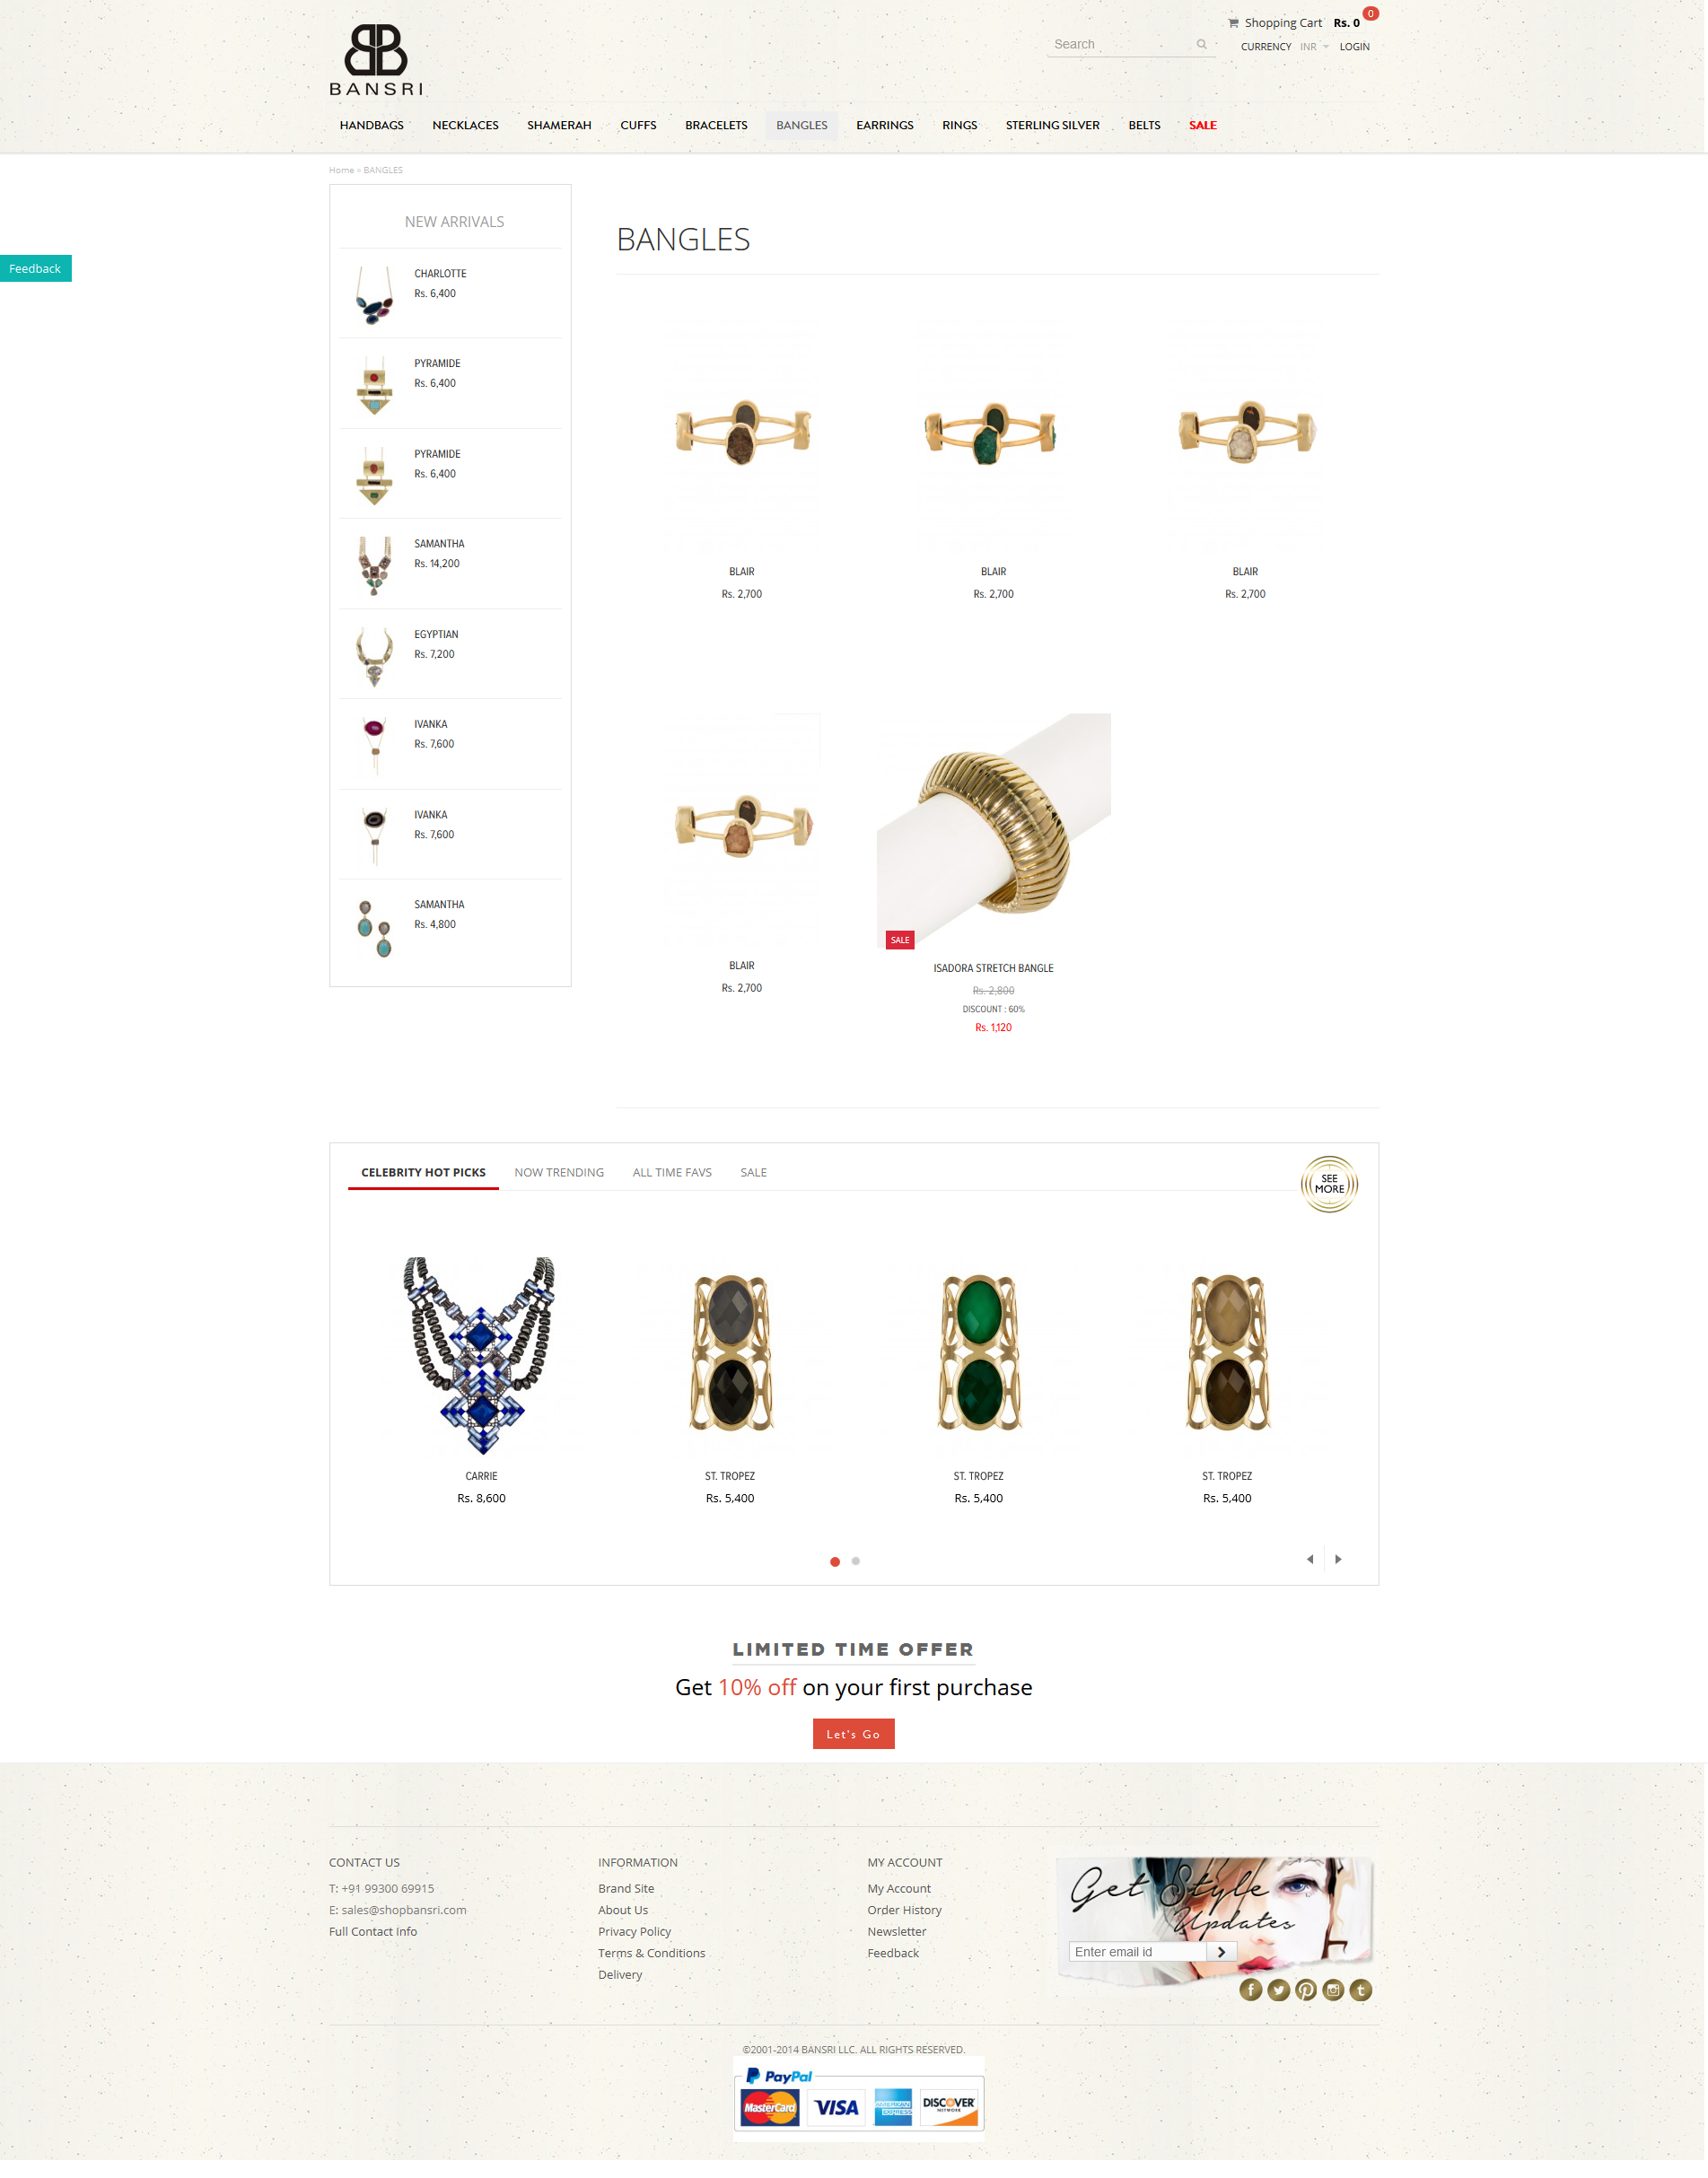 BANSRI
Shopping Cart Rs. 0 0
Search
CURRENCY INR LOGIN
HANDBAGS NECKLACES SHAMERAH CUFFS BRACELETS BANGLES EARRINGS RINGS STERLING SILVER BELTS SALE
Home » BANGLES
Feedback
NEW ARRIVALS
CHARLOTTE
Rs. 6,400
PYRAMIDE
Rs. 6,400
PYRAMIDE
Rs. 6,400
SAMANTHA
Rs. 14,200
EGYPTIAN
Rs. 7,200
IVANKA
Rs. 7,600
IVANKA
Rs. 7,600
SAMANTHA
Rs. 4,800
BANGLES
BLAIR
Rs. 2,700
BLAIR
Rs. 2,700
BLAIR
Rs. 2,700
BLAIR
Rs. 2,700
SALE
ISADORA STRETCH BANGLE
Rs. 2,800
DISCOUNT : 60%
Rs. 1,120
CELEBRITY HOT PICKS NOW TRENDING ALL TIME FAVS SALE
SEE
MORE
CARRIE
Rs. 8,600
ST. TROPEZ
Rs. 5,400
ST. TROPEZ
Rs. 5,400
ST. TROPEZ
Rs. 5,400
LIMITED TIME OFFER
Get 10% off on your first purchase
Let's Go
CONTACT US
T: +91 99300 69915
E: sales@shopbansri.com
Full Contact Info
INFORMATION
Brand Site
About Us
Privacy Policy
Terms & Conditions
Delivery
MY ACCOUNT
My Account
Order History
Newsletter
Feedback
Get Style
Updates
Enter email id
©2001-2014 BANSRI LLC. ALL RIGHTS RESERVED.
PayPal
MasterCard VISA AMERICAN EXPRESS DISCOVER NETWORK